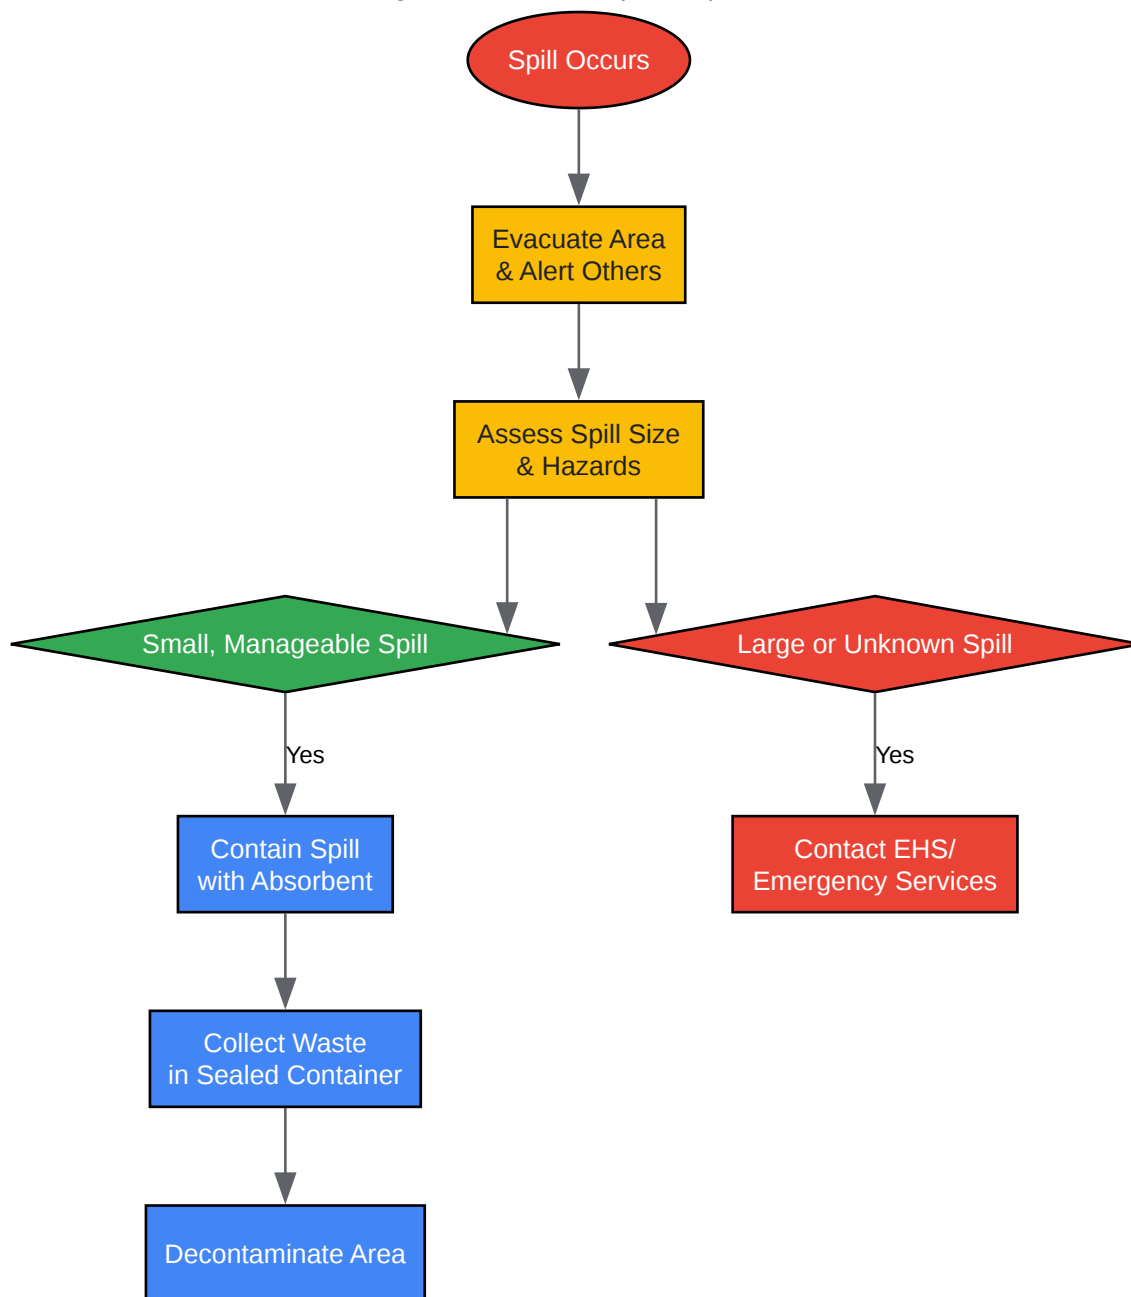 Spill Occurs
Evacuate Area
& Alert Others
Assess Spill Size
& Hazards
Small, Manageable Spill
Large or Unknown Spill
Yes
Yes
Contain Spill
with Absorbent
Contact EHS/
Emergency Services
Collect Waste
in Sealed Container
Decontaminate Area